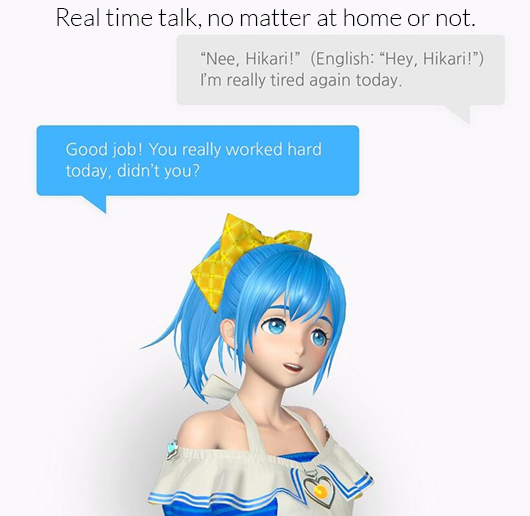 Real time talk, no matter at home or not.
“Nee, Hikari!” (English: “Hey, Hikari!”)
I’m really tired again today.
Good job! You really worked hard
today, didn’t you?